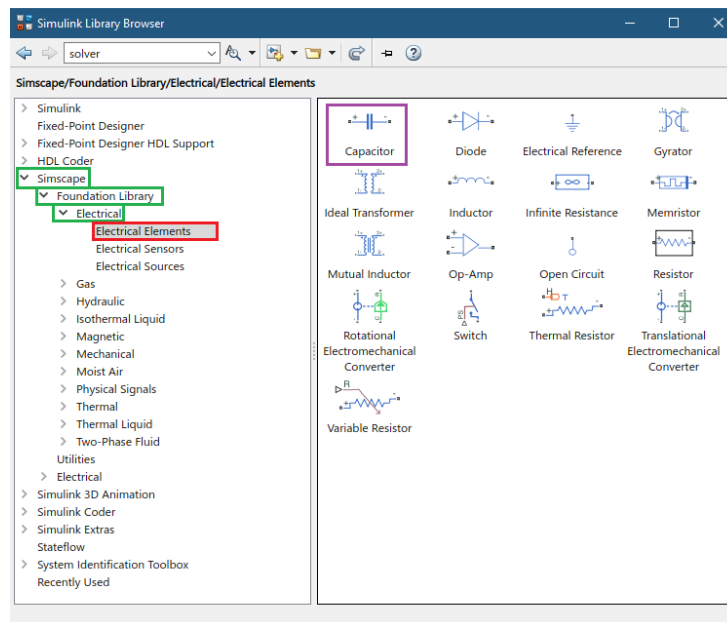 Simulink Library Browser
solver
Simscape/Foundation Library/Electrical/Electrical Elements
Simulink
Fixed-Point Designer
Fixed-Point Designer HDL Support
HDL Coder
Simscape
Foundation Library
Electrical
Electrical Elements
Electrical Sensors
Electrical Sources
Gas
Hydraulic
Isothermal Liquid
Magnetic
Mechanical
Moist Air
Physical Signals
Thermal
Thermal Liquid
Two-Phase Fluid
Utilities
Electrical
Simulink 3D Animation
Simulink Coder
Simulink Extras
Stateflow
System Identification Toolbox
Recently Used
Capacitor
Diode
Electrical Reference
Gyrator
Ideal Transformer
Inductor
Infinite Resistance
Memristor
Mutual Inductor
Op-Amp
Open Circuit
Resistor
Rotational
Electromechanical
Converter
PS
Switch
H T
Thermal Resistor
Translational
Electromechanical
Converter
R
Variable Resistor